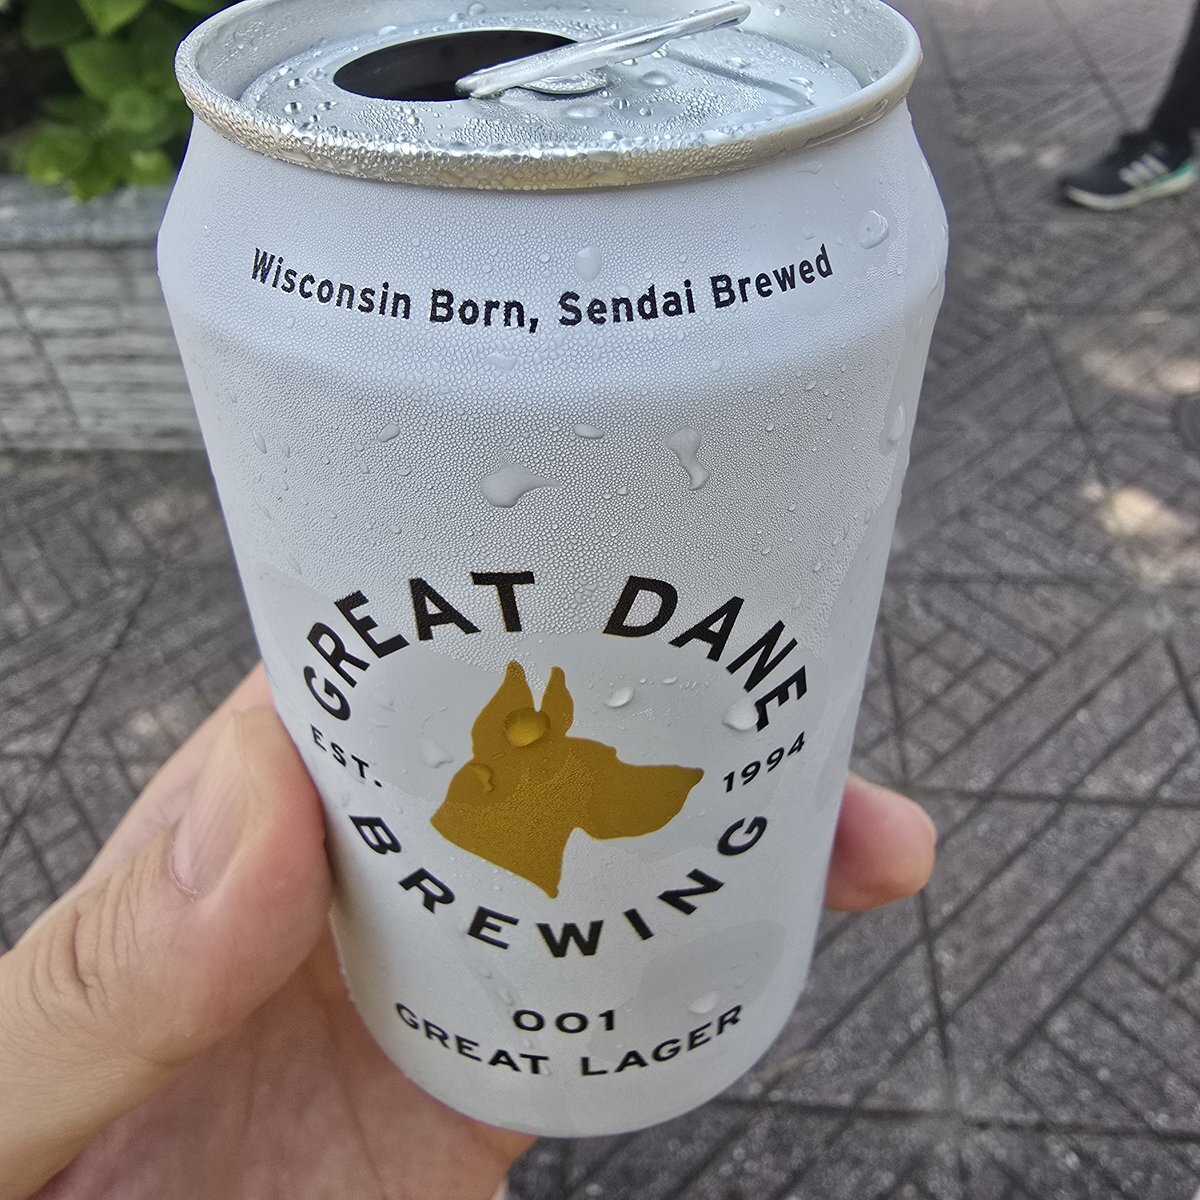 Wisconsin Born, Sendai Brewed
GREAT DANE
EST. 1994
BREWING
001
GREAT LAGER